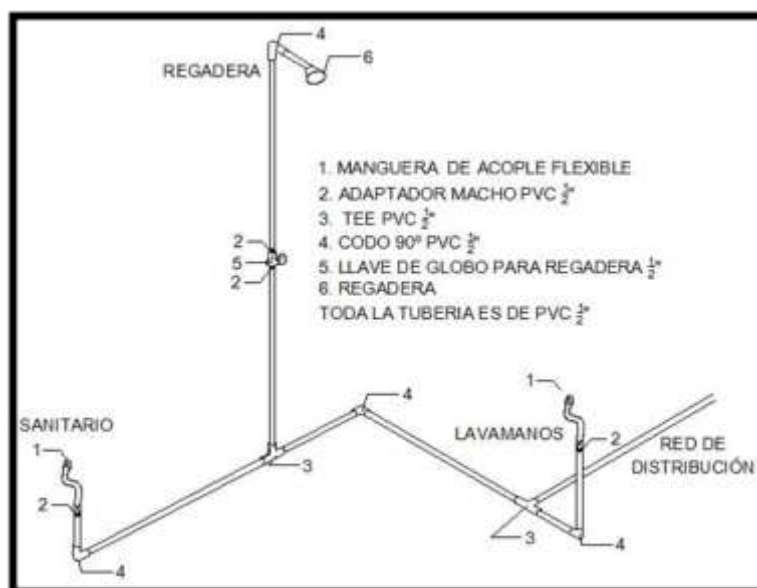 4
6
REGADERA
1. MANGUERA DE ACOPLE FLEXIBLE
2. ADAPTADOR MACHO PVC ½"
3. TEE PVC ½"
4. CODO 90º PVC ½"
5. LLAVE DE GLOBO PARA REGADERA ½"
6. REGADERA
TODA LA TUBERIA ES DE PVC ½"
2
5
2
4
1
SANITARIO
LAVAMANOS
2
RED DE
DISTRIBUCIÓN
1
3
2
3
4
4